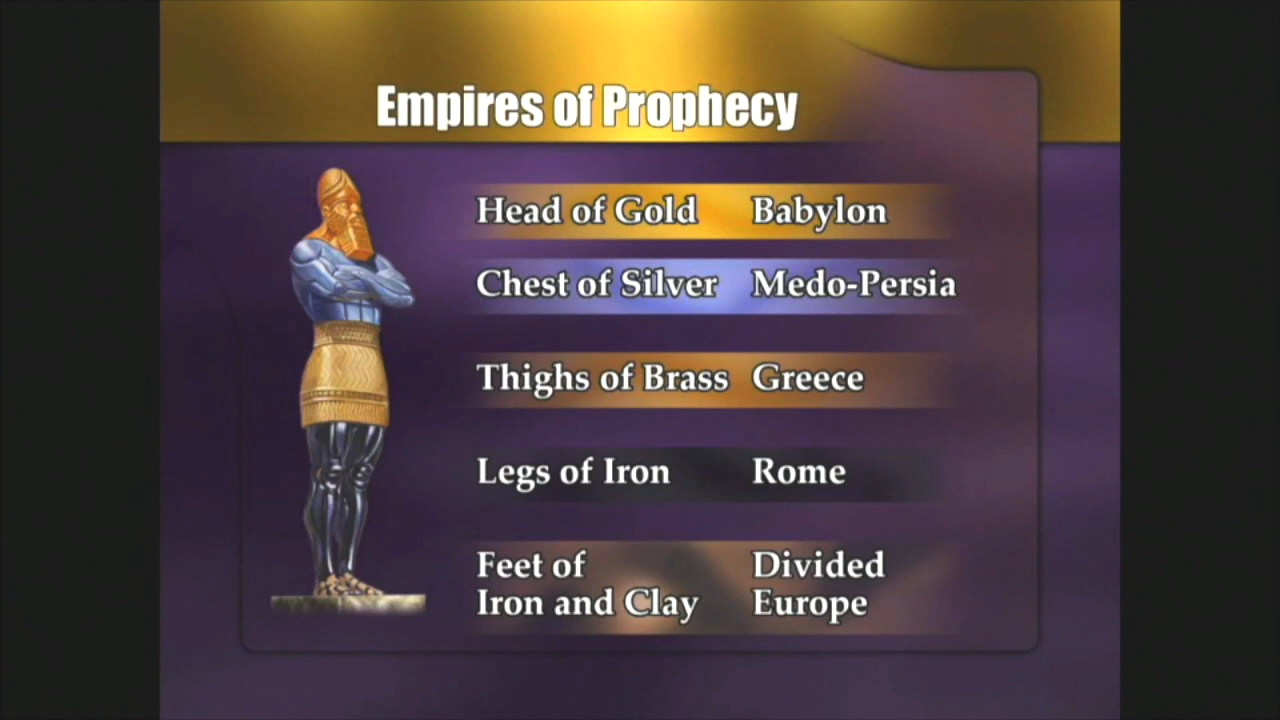 Empires of Prophecy
Head of Gold Babylon
Chest of Silver Medo-Persia
Thighs of Brass Greece
Legs of Iron Rome
Feet of Divided
Iron and Clay Europe